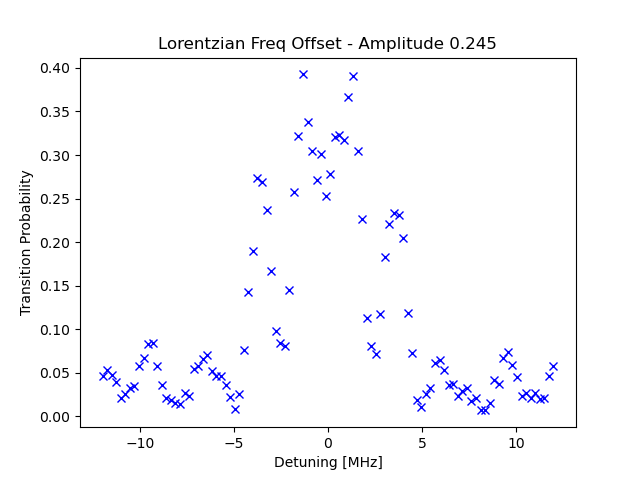 Lorentzian Freq Offset - Amplitude 0.245
0.40
0.35
0.30
0.25
0.20
0.15
0.10
0.05
0.00
Transition Probability
−10 −5 0 5 10
Detuning [MHz]